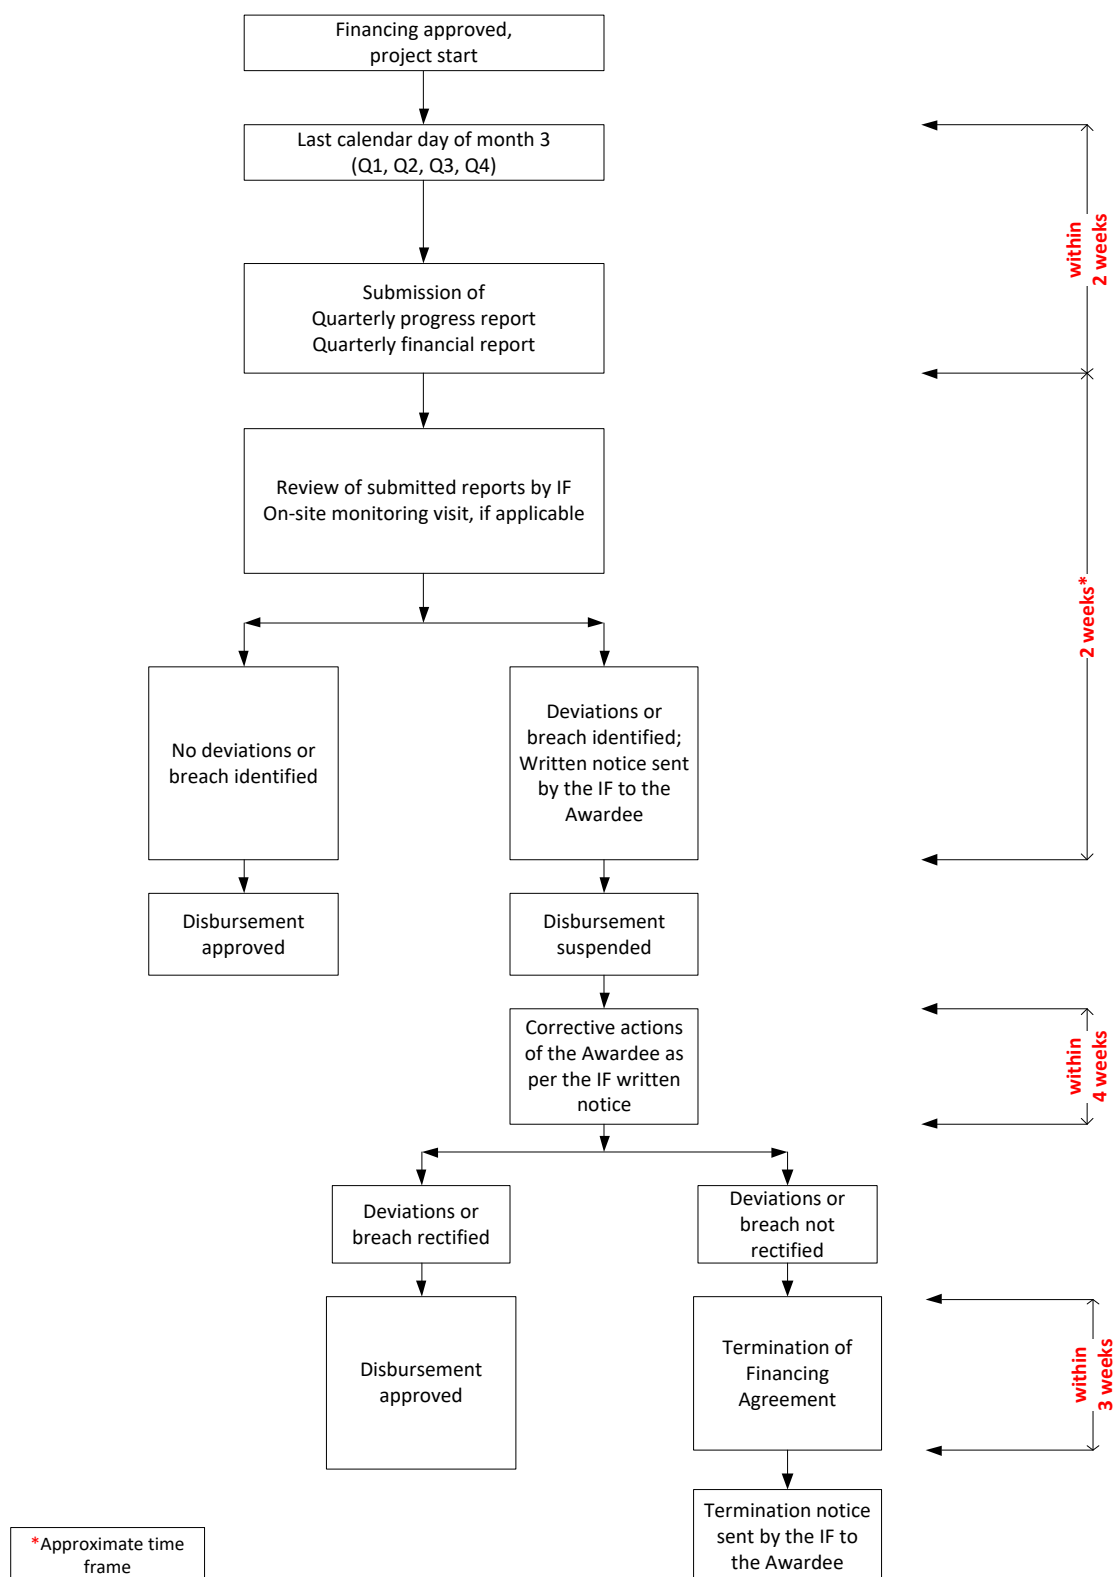 Financing approved,
project start
Last calendar day of month 3
(Q1, Q2, Q3, Q4)
within
2 weeks
Submission of
Quarterly progress report
Quarterly financial report
Review of submitted reports by IF
On-site monitoring visit, if applicable
2 weeks*
No deviations or
breach identified
Deviations or
breach identified;
Written notice sent
by the IF to the
Awardee
Disbursement
approved
Disbursement
suspended
Corrective actions
of the Awardee as
per the IF written
notice
within
4 weeks
Deviations or
breach rectified
Deviations or
breach not
rectified
Disbursement
approved
Termination of
Financing
Agreement
within
3 weeks
Termination notice
sent by the IF to
the Awardee
*Approximate time
frame